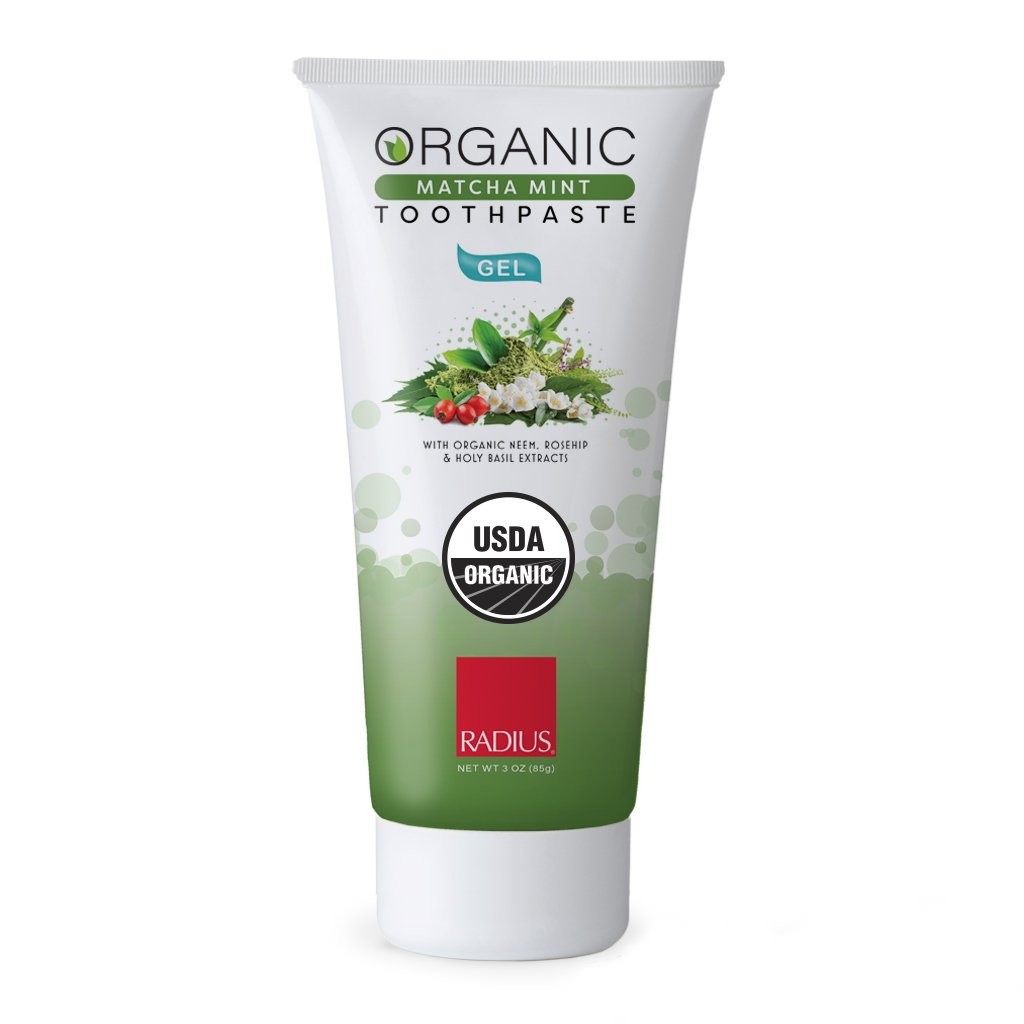 ORGANIC
MATCHA MINT
TOOTHPASTE
GEL
WITH ORGANIC NEEM, ROSEHIP
& HOLY BASIL EXTRACTS
USDA
ORGANIC
RADIUS®
NET WT 3 OZ (85g)